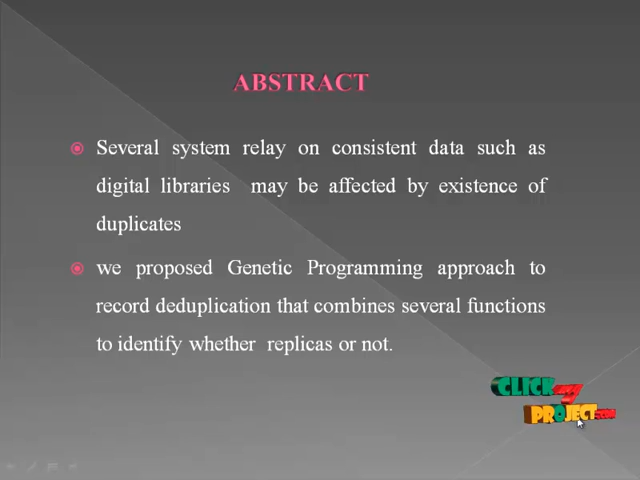 ABSTRACT
Several system relay on consistent data such as
digital libraries may be affected by existence of
duplicates
we proposed Genetic Programming approach to
record deduplication that combines several functions
to identify whether replicas or not.
CLICK my
PROJECT.COM